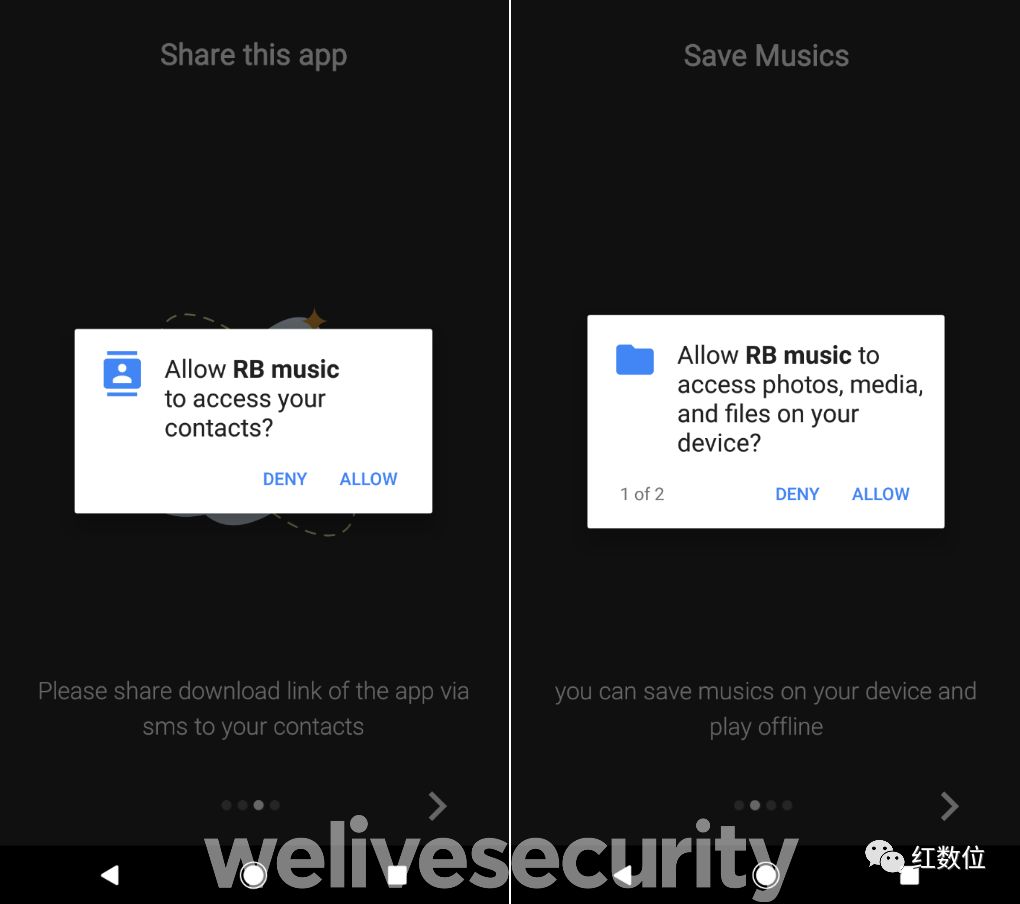 Share this app
Allow RB music
to access your
contacts?
DENY ALLOW
Please share download link of the app via
sms to your contacts
Save Musics
Allow RB music to
access photos, media,
and files on your
device?
1 of 2 DENY ALLOW
you can save musics on your device and
play offline
welivesecurity
红数位